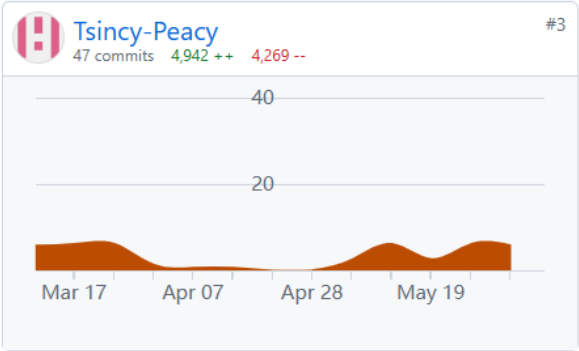 Tsincy-Peacy #3
47 commits 4,942 ++ 4,269 --
40
20
Mar 17 Apr 07 Apr 28 May 19